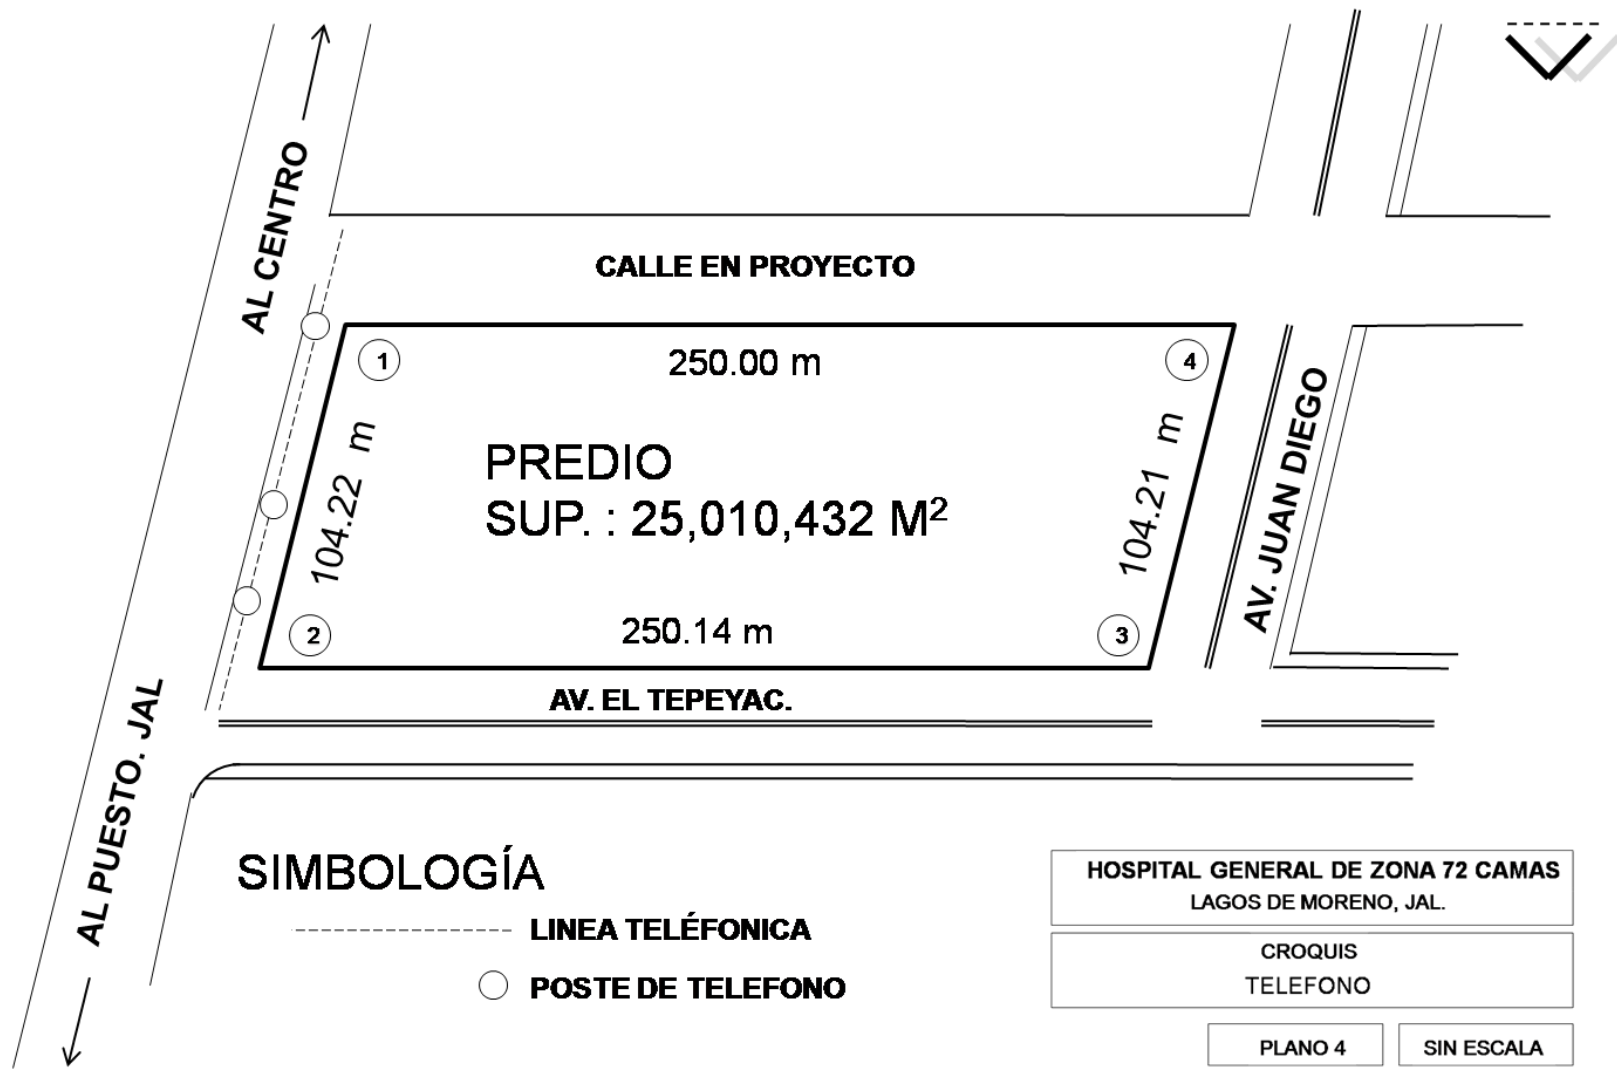 AL CENTRO
CALLE EN PROYECTO
1
250.00 m
4
104.22 m
PREDIO
SUP. : 25,010,432 M²
104.21 m
AV. JUAN DIEGO
2
250.14 m
3
AV. EL TEPEYAC.
AL PUESTO. JAL
SIMBOLOGÍA
LINEA TELÉFONICA
POSTE DE TELEFONO
HOSPITAL GENERAL DE ZONA 72 CAMAS
LAGOS DE MORENO, JAL.
CROQUIS
TELEFONO
PLANO 4
SIN ESCALA